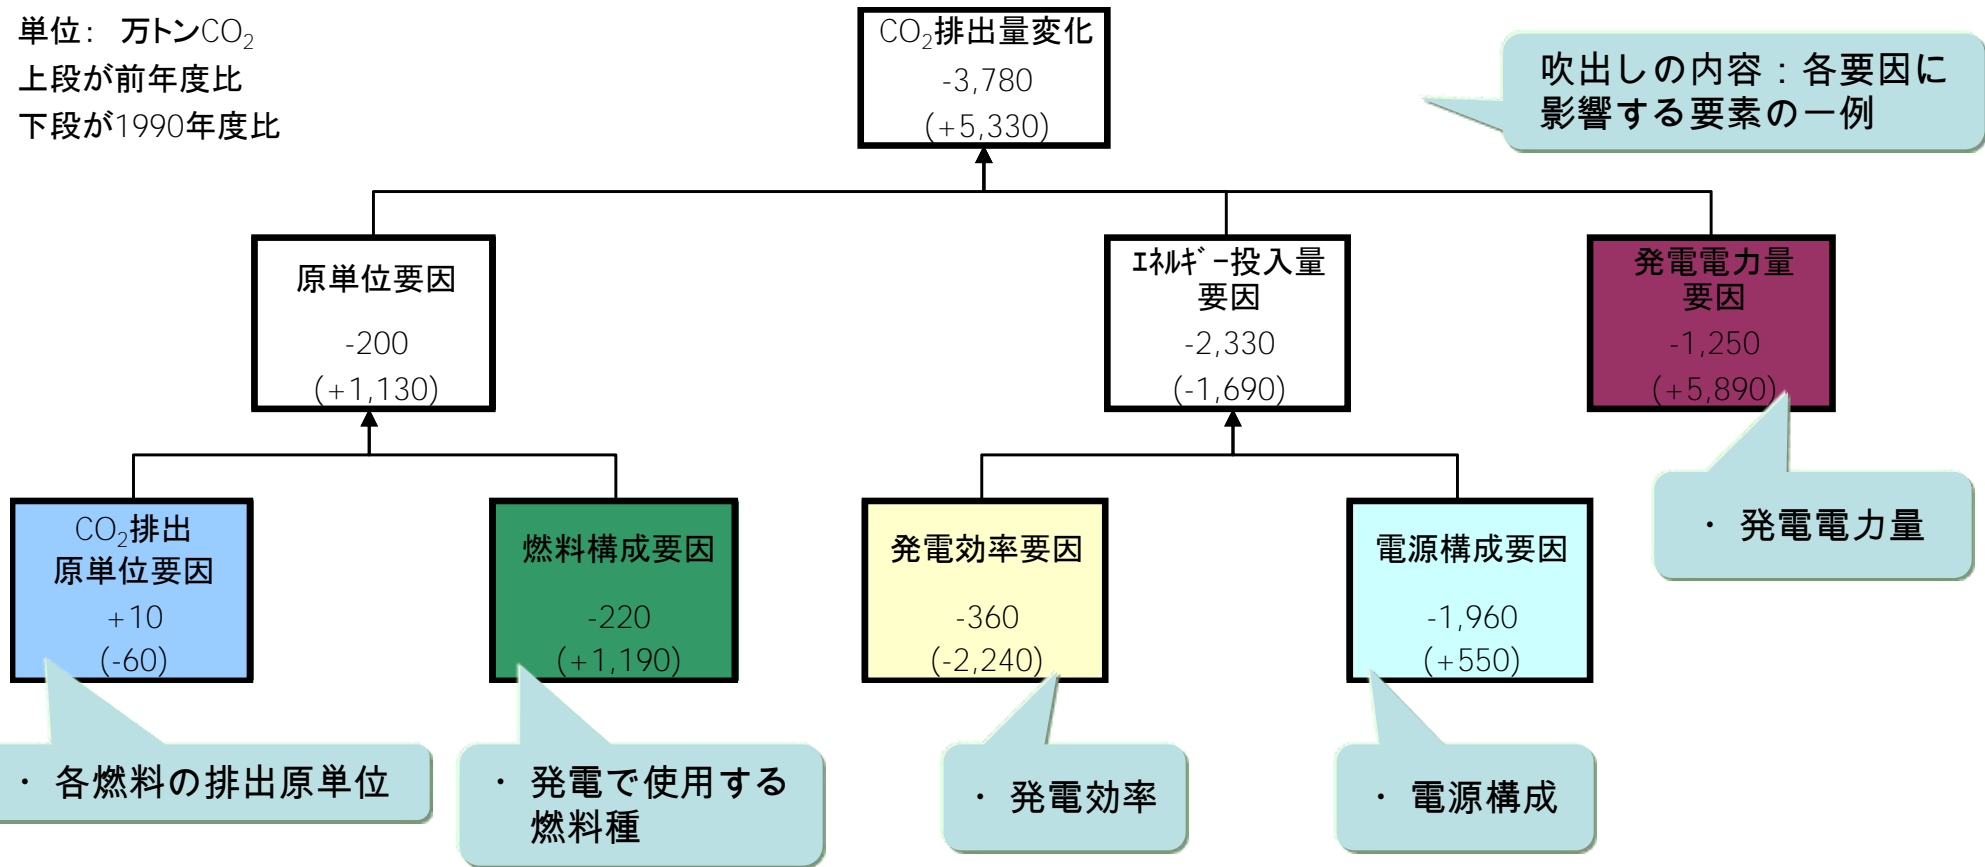 単位: 万トンCO₂
上段が前年度比
下段が1990年度比
CO₂排出量変化
-3,780
(+5,330)
吹出しの内容:各要因に
影響する要素の一例
原単位要因
-200
(+1,130)
ｴﾈﾙｷﾞｰ投入量
要因
-2,330
(-1,690)
発電電力量
要因
-1,250
(+5,890)
CO₂排出
原単位要因
+10
(-60)
燃料構成要因
-220
(+1,190)
発電効率要因
-360
(-2,240)
電源構成要因
-1,960
(+550)
・ 発電電力量
・ 各燃料の排出原単位
・ 発電で使用する
燃料種
・ 発電効率
・ 電源構成